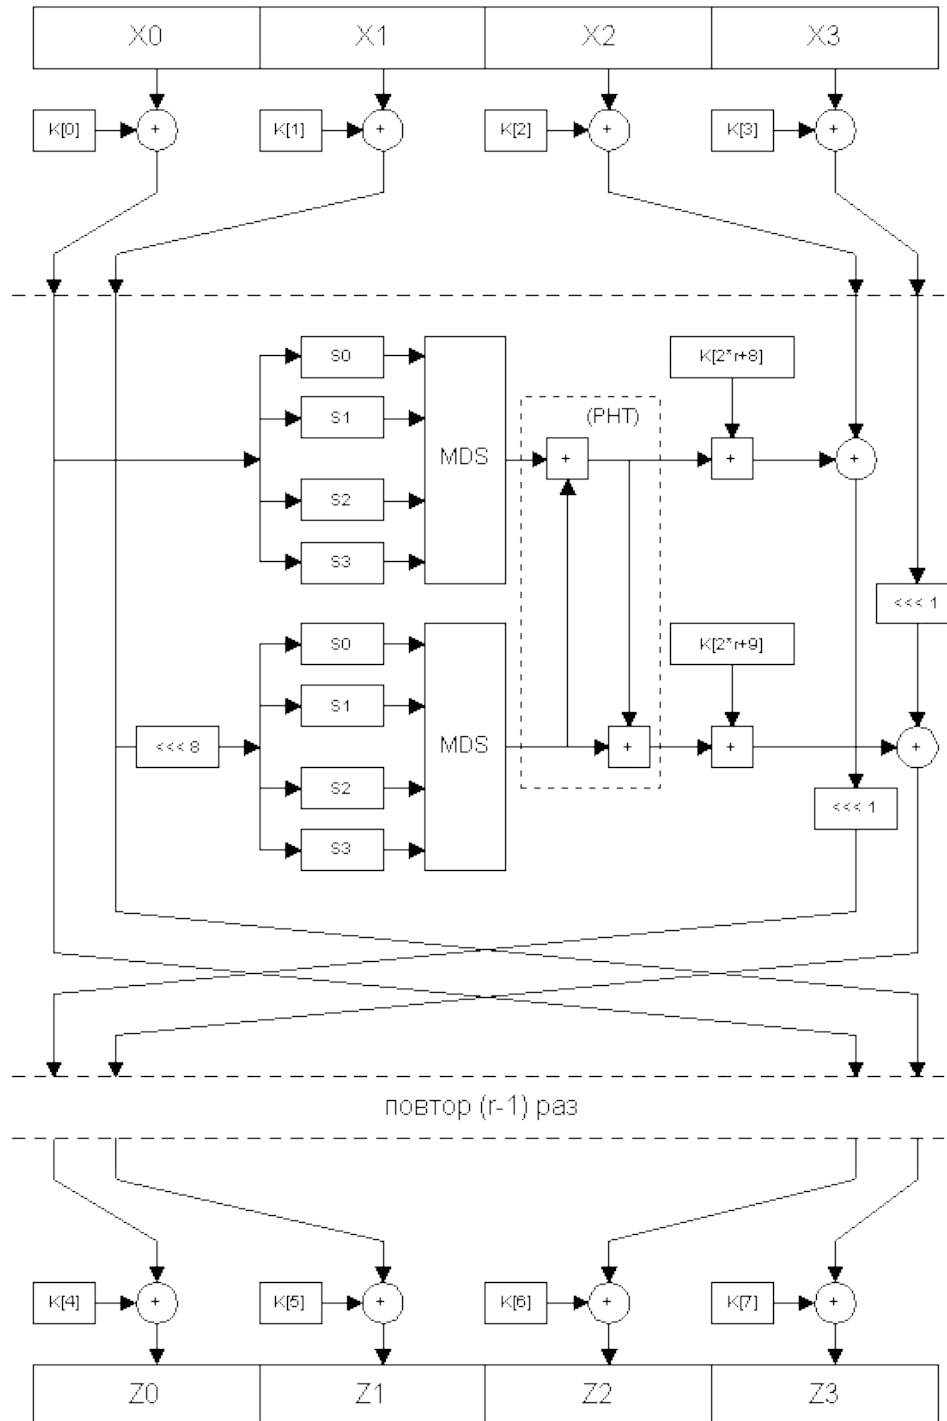 X0 X1 X2 X3
K[0] + K[1] + K[2] + K[3] +
S0
K[2*r+8]
S1
(PHT)
MDS
+ + +
S2
S3
<<< 1
S0
K[2*r+9]
S1
<<< 8
MDS
+ + +
S2
<<< 1
S3
повтор (r-1) раз
K[4] + K[5] + K[6] + K[7] +
Z0 Z1 Z2 Z3